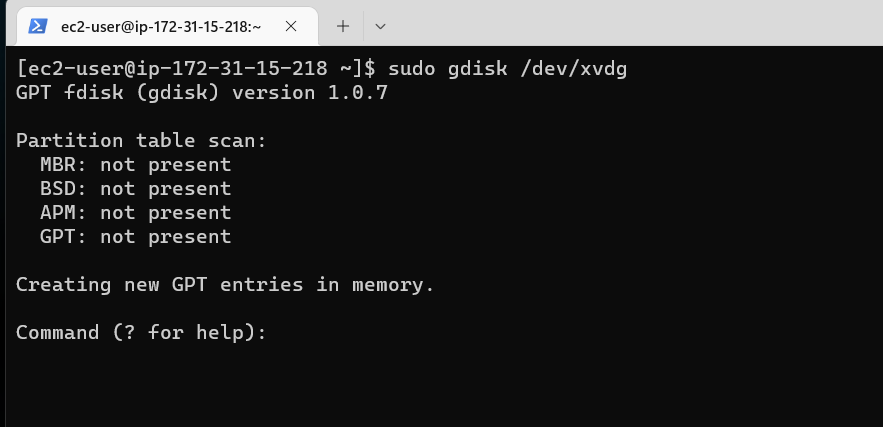 ec2-user@ip-172-31-15-218:~
[ec2-user@ip-172-31-15-218 ~]$ sudo gdisk /dev/xvdg
GPT fdisk (gdisk) version 1.0.7
Partition table scan:
  MBR: not present
  BSD: not present
  APM: not present
  GPT: not present
Creating new GPT entries in memory.
Command (? for help):